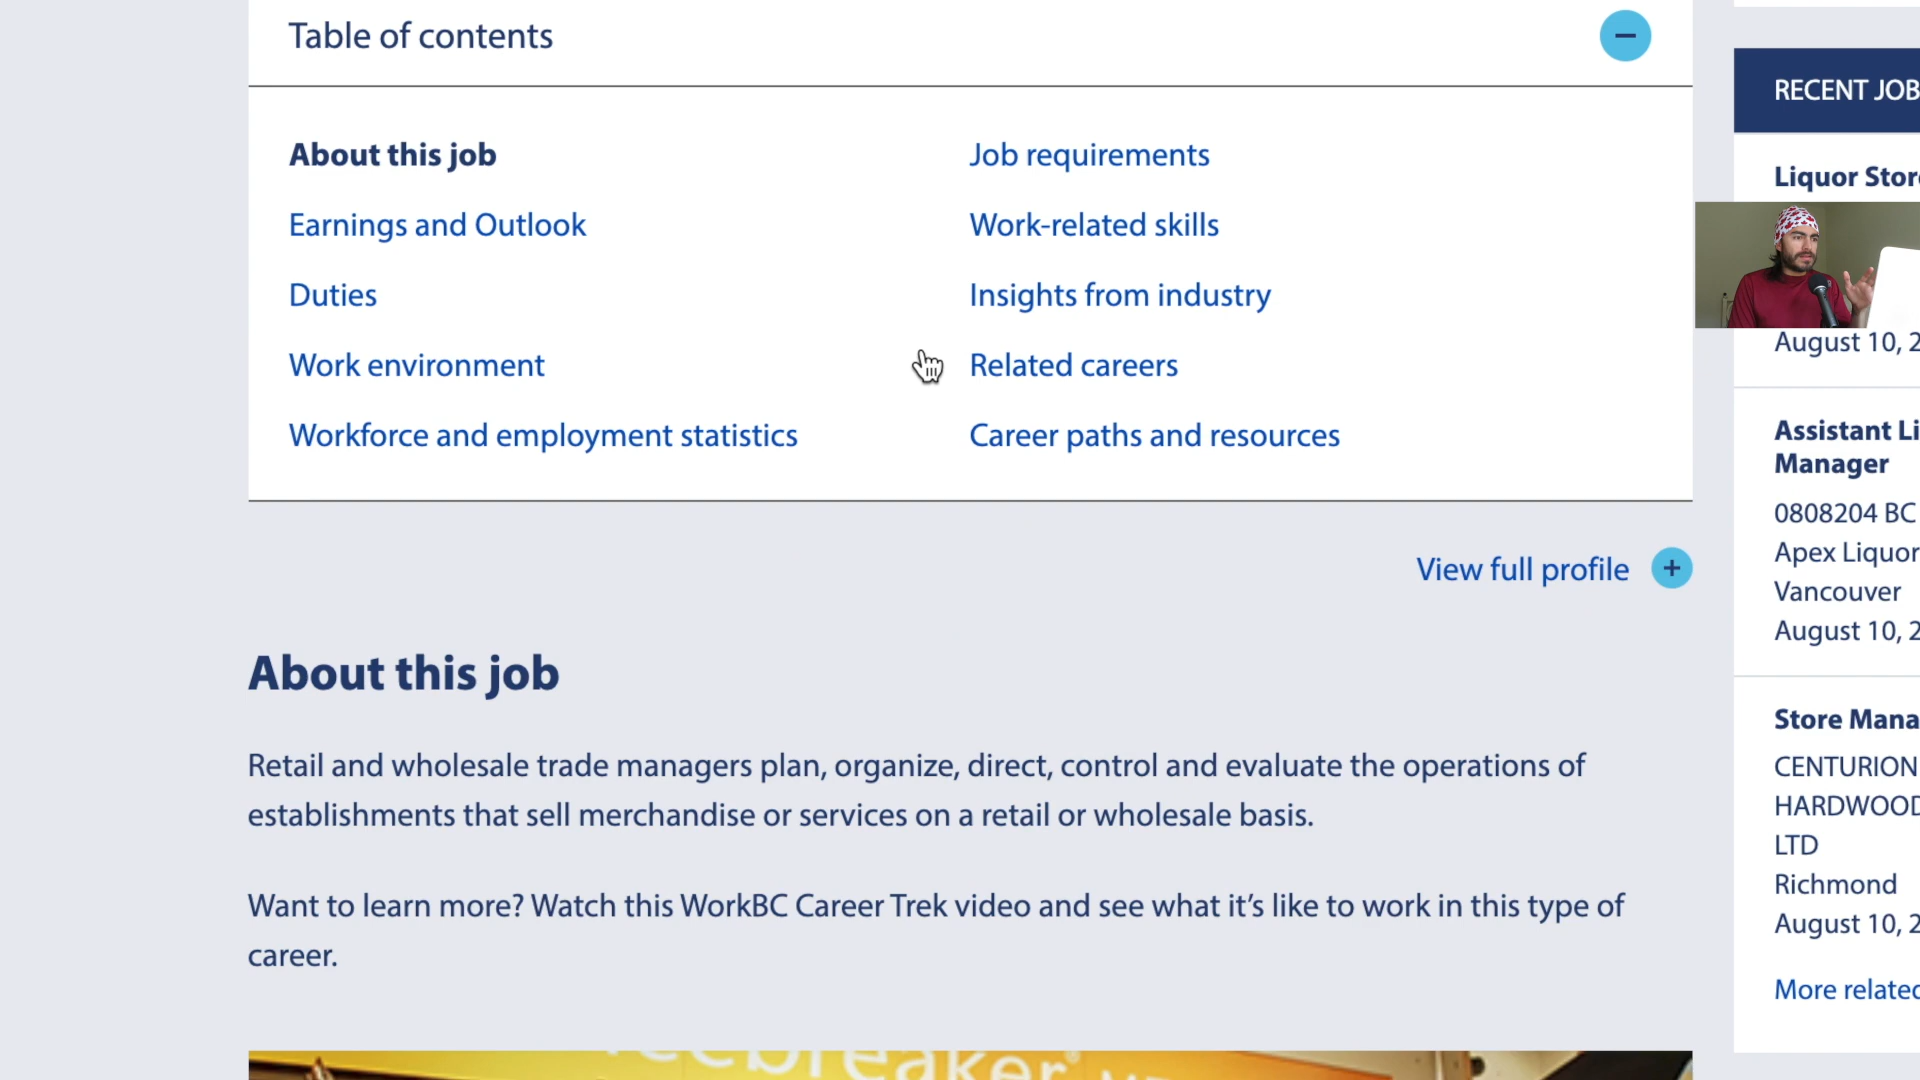 Table of contents
About this job
Job requirements
Earnings and Outlook
Work-related skills
Duties
Insights from industry
Work environment
Related careers
Workforce and employment statistics
Career paths and resources
View full profile
About this job
Retail and wholesale trade managers plan, organize, direct, control and evaluate the operations of
establishments that sell merchandise or services on a retail or wholesale basis.
Want to learn more? Watch this WorkBC Career Trek video and see what it's like to work in this type of
career.
RECENT JOB
Liquor Store
August 10, 2
Assistant Li
Manager
0808204 BC
Apex Liquor
Vancouver
August 10, 2
Store Mana
CENTURION
HARDWOOD
LTD
Richmond
August 10, 2
More related